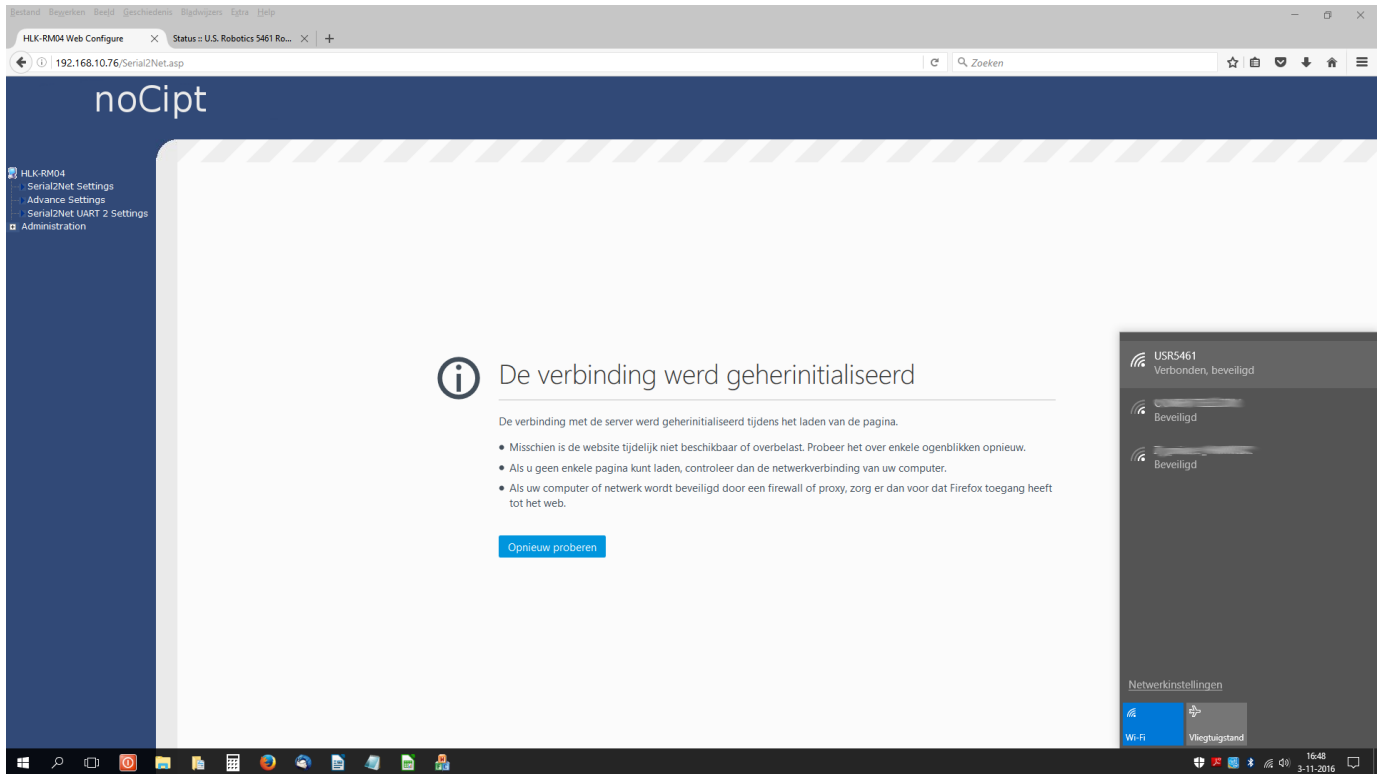 Bestand Bewerken Beeld Geschiedenis Bladwijzers Extra Help
HLK-RM04 Web Configure
Status :: U.S. Robotics 5461 Ro...
192.168.10.76/Serial2Net.asp
Zoeken
noCipt
HLK-RM04
Serial2Net Settings
Advance Settings
Serial2Net UART 2 Settings
Administration
De verbinding werd geherinitialiseerd
De verbinding met de server werd geherinitialiseerd tijdens het laden van de pagina.
Misschien is de website tijdelijk niet beschikbaar of overbelast. Probeer het over enkele ogenblikken opnieuw.
Als u geen enkele pagina kunt laden, controleer dan de netwerkverbinding van uw computer.
Als uw computer of netwerk wordt beveiligd door een firewall of proxy, zorg er dan voor dat Firefox toegang heeft
tot het web.
Opnieuw proberen
USR5461
Verbonden, beveiligd
Beveiligd
Beveiligd
Netwerkinstellingen
Wi-Fi
Vliegtuigstand
16:48
3-11-2016